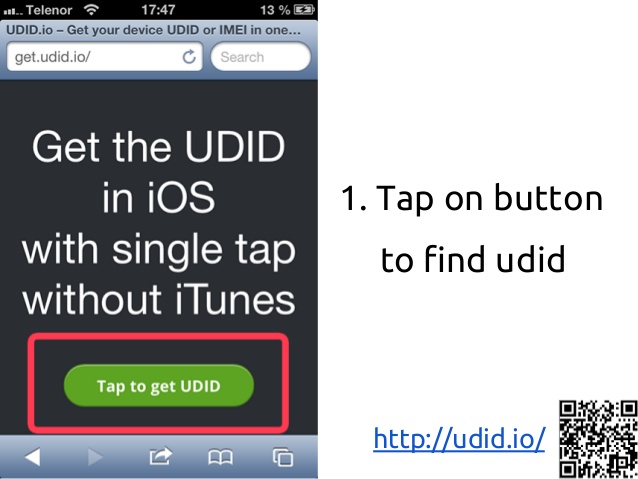 Telenor 17:47 13 %
UDID.io – Get your device UDID or IMEI in one...
get.udid.io/
Search
Get the UDID
in iOS
with single tap
without iTunes
Tap to get UDID
1. Tap on button
to find udid
http://udid.io/